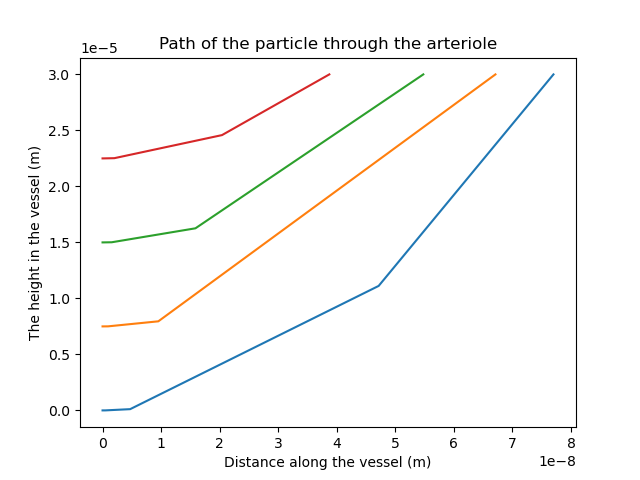 Path of the particle through the arteriole
1e−5
3.0
2.5
2.0
1.5
1.0
0.5
0.0
The height in the vessel (m)
0 1 2 3 4 5 6 7 8
1e−8
Distance along the vessel (m)